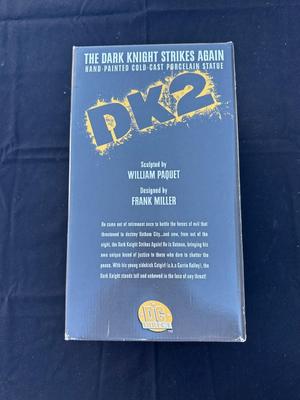 THE DARK KNIGHT STRIKES AGAIN
HAND-PAINTED COLD-CAST PORCELAIN STATUE
DK2
Sculpted by
WILLIAM PAQUET
Designed by
FRANK MILLER
He came out of retirement once to battle the forces of evil that
threatened to destroy Gotham City...and now, from out of the
night, the Dark Knight Strikes Again! He is Batman, bringing his
own unique brand of justice to those who dare to shatter the
peace. With his young sidekick Catgirl (a.k.a Carrie Kelley), the
Dark Knight stands tall and unbowed in the face of any threat!
DC
DIRECT